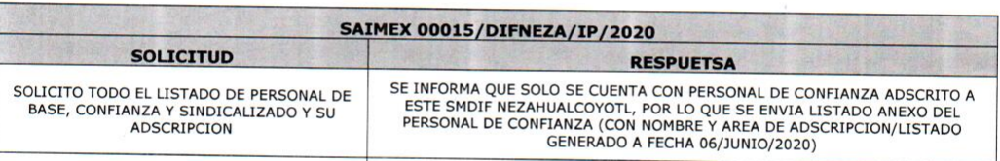 SAIMEX 00015/DIFNEZA/IP/2020
SOLICITUD
RESPUETSA
SOLICITO TODO EL LISTADO DE PERSONAL DE
BASE, CONFIANZA Y SINDICALIZADO Y SU
ADSCRIPCION
SE INFORMA QUE SOLO SE CUENTA CON PERSONAL DE CONFIANZA ADSCRITO A
ESTE SMDIF NEZAHUALCOYOTL, POR LO QUE SE ENVIA LISTADO ANEXO DEL
PERSONAL DE CONFIANZA (CON NOMBRE Y AREA DE ADSCRIPCION/LISTADO
GENERADO A FECHA 06/JUNIO/2020)